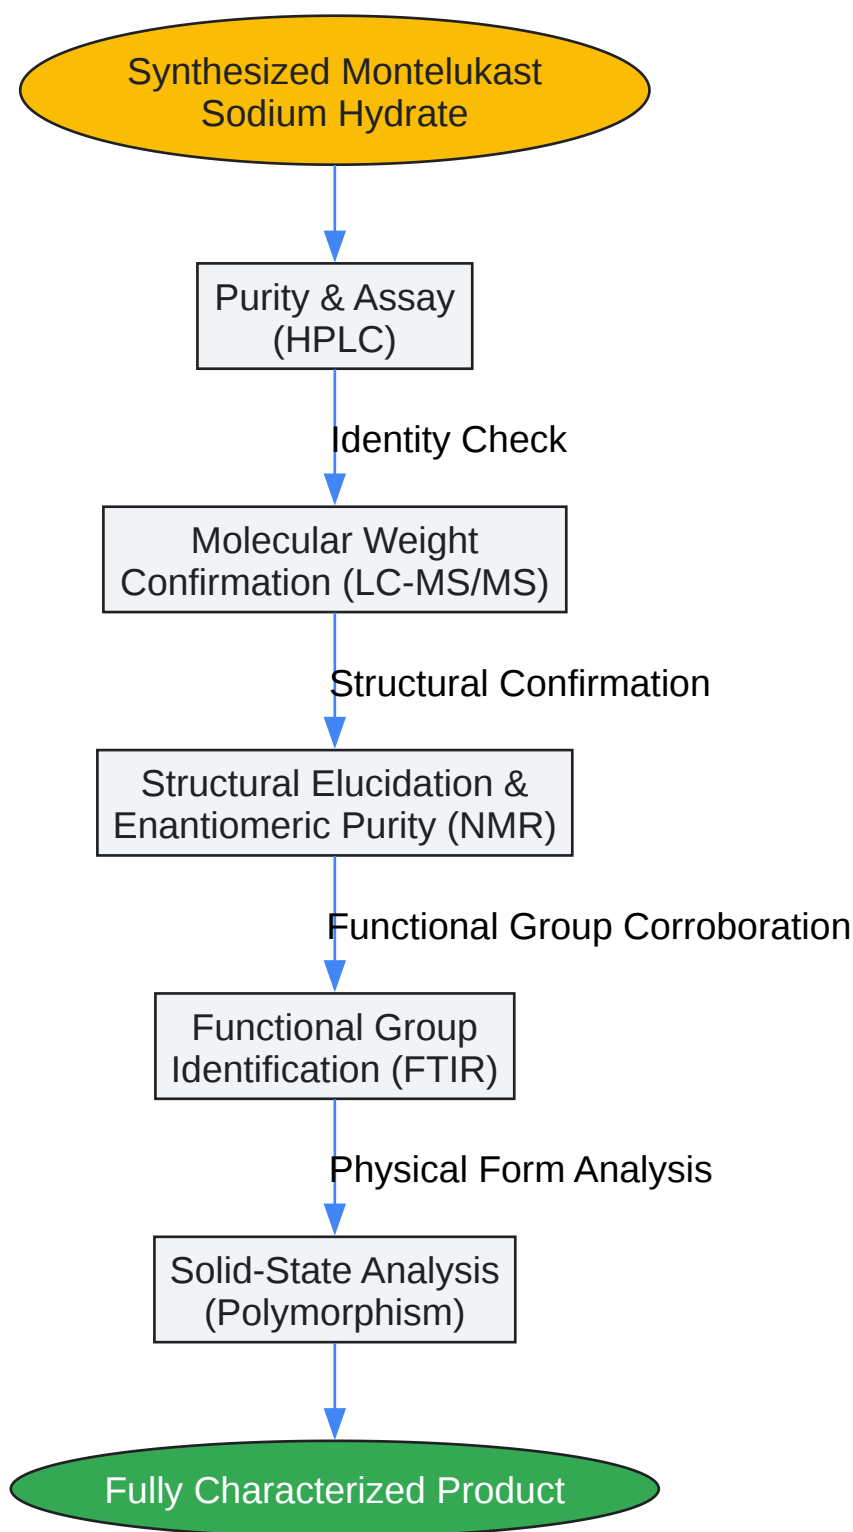 Synthesized Montelukast
Sodium Hydrate
Purity & Assay
(HPLC)
Identity Check
Molecular Weight
Confirmation (LC-MS/MS)
Structural Confirmation
Structural Elucidation &
Enantiomeric Purity (NMR)
Functional Group Corroboration
Functional Group
Identification (FTIR)
Physical Form Analysis
Solid-State Analysis
(Polymorphism)
Fully Characterized Product